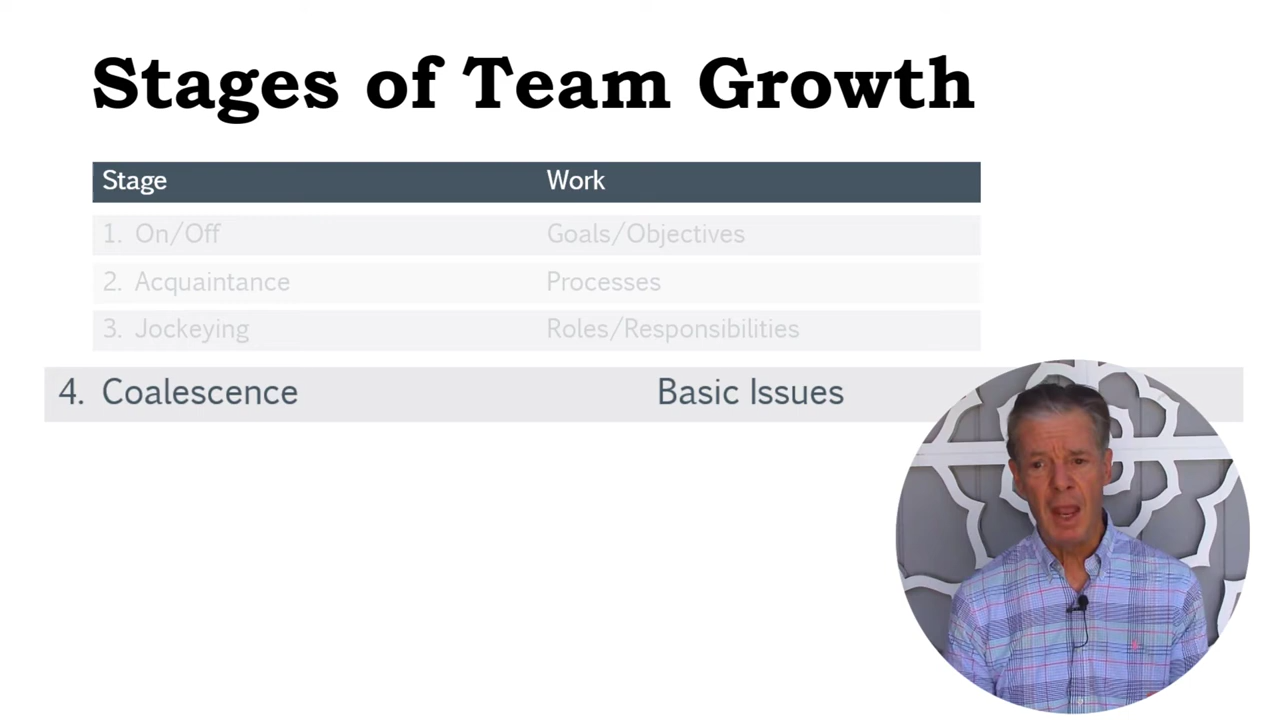 Stages of Team Growth
Stage Work
1. On/Off Goals/Objectives
2. Acquaintance Processes
3. Jockeying Roles/Responsibilities
4. Coalescence Basic Issues